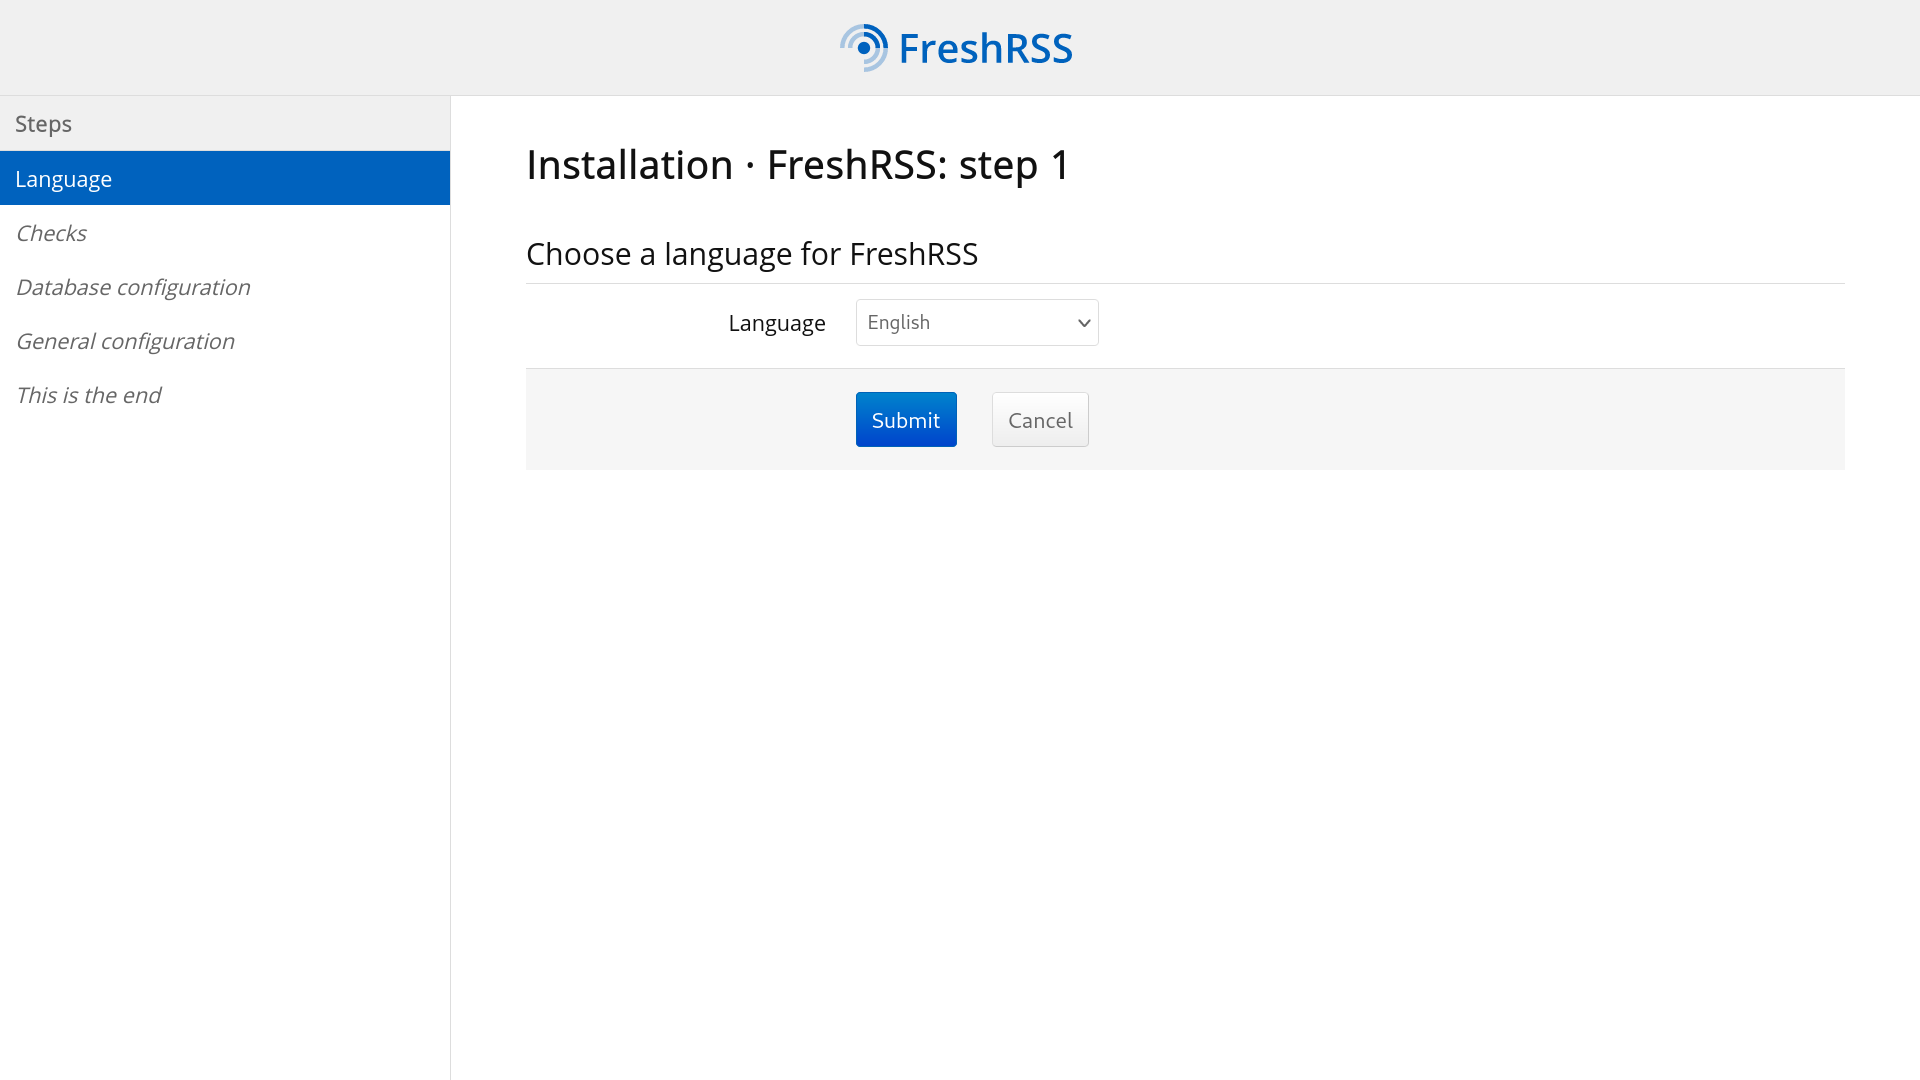 FreshRSS
Steps
Language
Checks
Database configuration
General configuration
This is the end
Installation · FreshRSS: step 1
Choose a language for FreshRSS
Language
English
Submit
Cancel